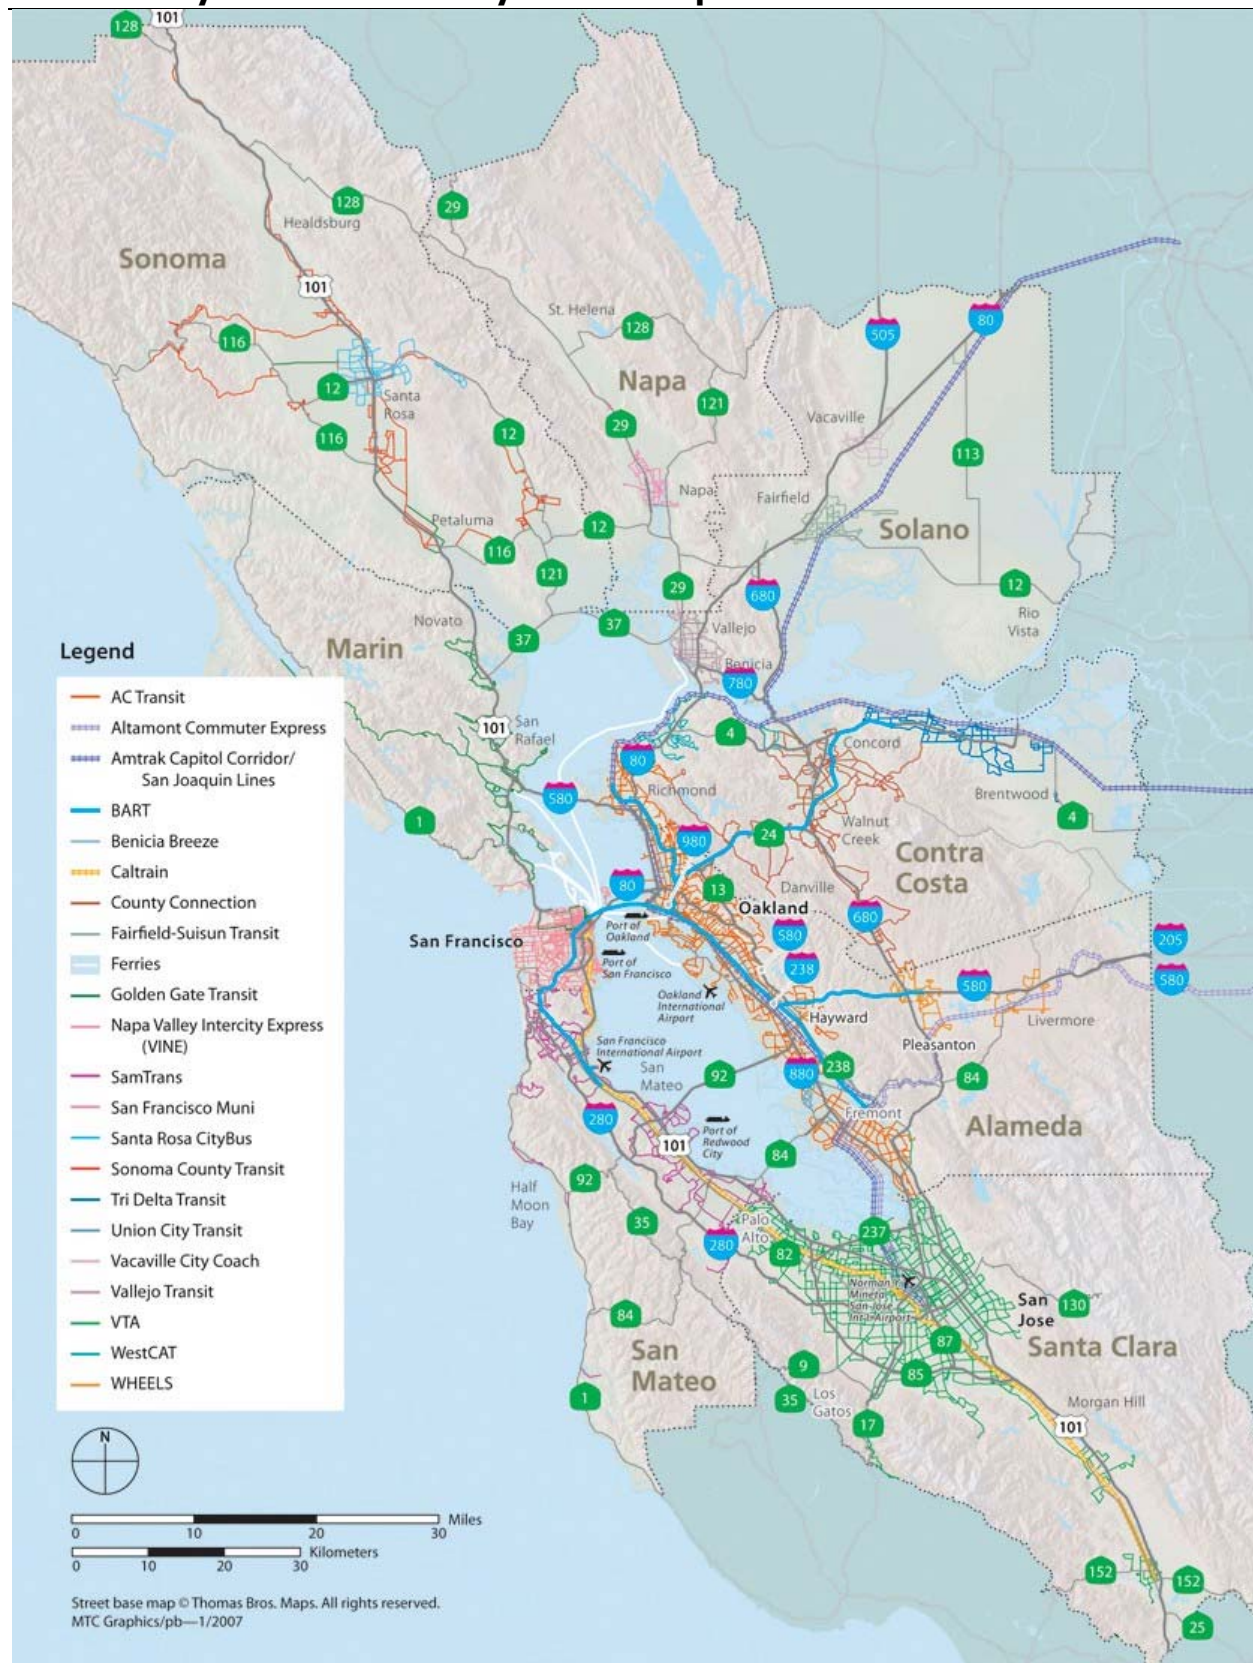 128
101
128
29
Healdsburg
Sonoma
101
St. Helena
128
505
80
116
Napa
12
Santa
Rosa
121
Vacaville
29
116
12
113
Napa
Fairfield
Petaluma
12
Solano
116
121
29
680
12
Rio
Vista
Novato
37
37
Vallejo
Marin
Benicia
780
Legend
AC Transit
Altamont Commuter Express
Amtrak Capitol Corridor/
San Joaquin Lines
BART
Benicia Breeze
Caltrain
County Connection
Fairfield-Suisun Transit
Ferries
Golden Gate Transit
Napa Valley Intercity Express
(VINE)
SamTrans
San Francisco Muni
Santa Rosa CityBus
Sonoma County Transit
Tri Delta Transit
Union City Transit
Vacaville City Coach
Vallejo Transit
VTA
WestCAT
WHEELS
101
San
Rafael
4
Concord
80
Richmond
580
Brentwood
4
1
980
24
Walnut
Creek
Contra
Costa
80
13
Danville
Oakland
680
San Francisco
Port of
Oakland
580
205
Port of
San Francisco
238
580
580
Oakland
International
Airport
Hayward
Livermore
San Francisco
International Airport
Pleasanton
San
Mateo
92
880
238
84
280
Fremont
Port of
Redwood
City
101
84
Alameda
Half
Moon
Bay
92
35
Palo
Alto
280
82
237
Norman Y
Mineta
San Jose
Int'l Airport
San
Jose
130
84
87
San
Mateo
Santa Clara
9
85
1
35
Los
Gatos
17
Morgan Hill
101
N
Miles
0
10
20
30
Kilometers
0
10
20
30
152
152
25
Street base map © Thomas Bros. Maps. All rights reserved.
MTC Graphics/pb—1/2007